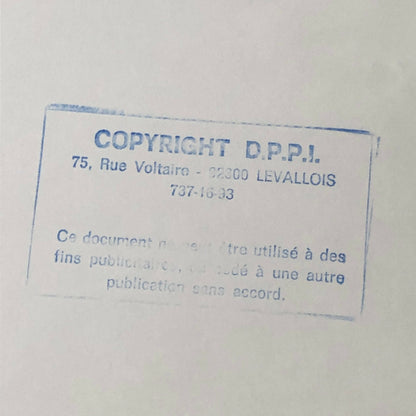 COPYRIGHT D.P.P.I.
75, Rue Voltaire - 92300 LEVALLOIS
737-16-93
Ce document ne peut être utilisé à des
fins publicitaires, ou cédé à une autre
publication sans accord.